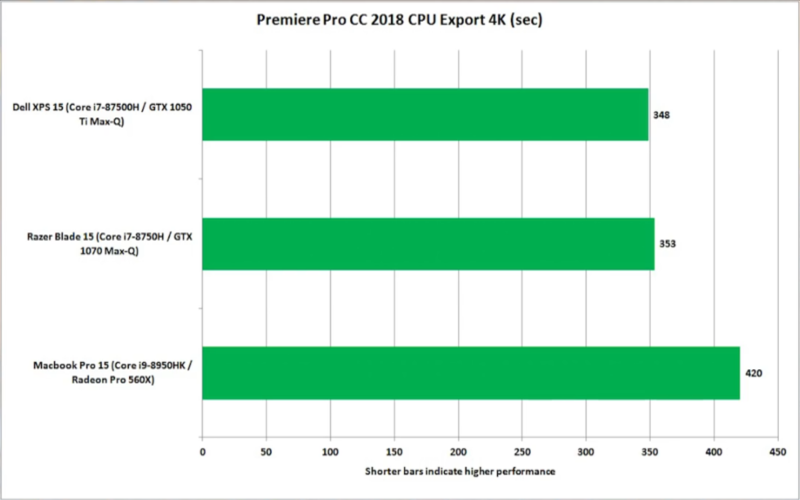 Premiere Pro CC 2018 CPU Export 4K (sec)
Dell XPS 15 (Core i7-87500H / GTX 1050
Ti Max-Q)
348
Razer Blade 15 (Core i7-8750H / GTX
1070 Max-Q)
353
Macbook Pro 15 (Core i9-8950HK /
Radeon Pro 560X)
420
0 50 100 150 200 250 300 350 400 450
Shorter bars indicate higher performance